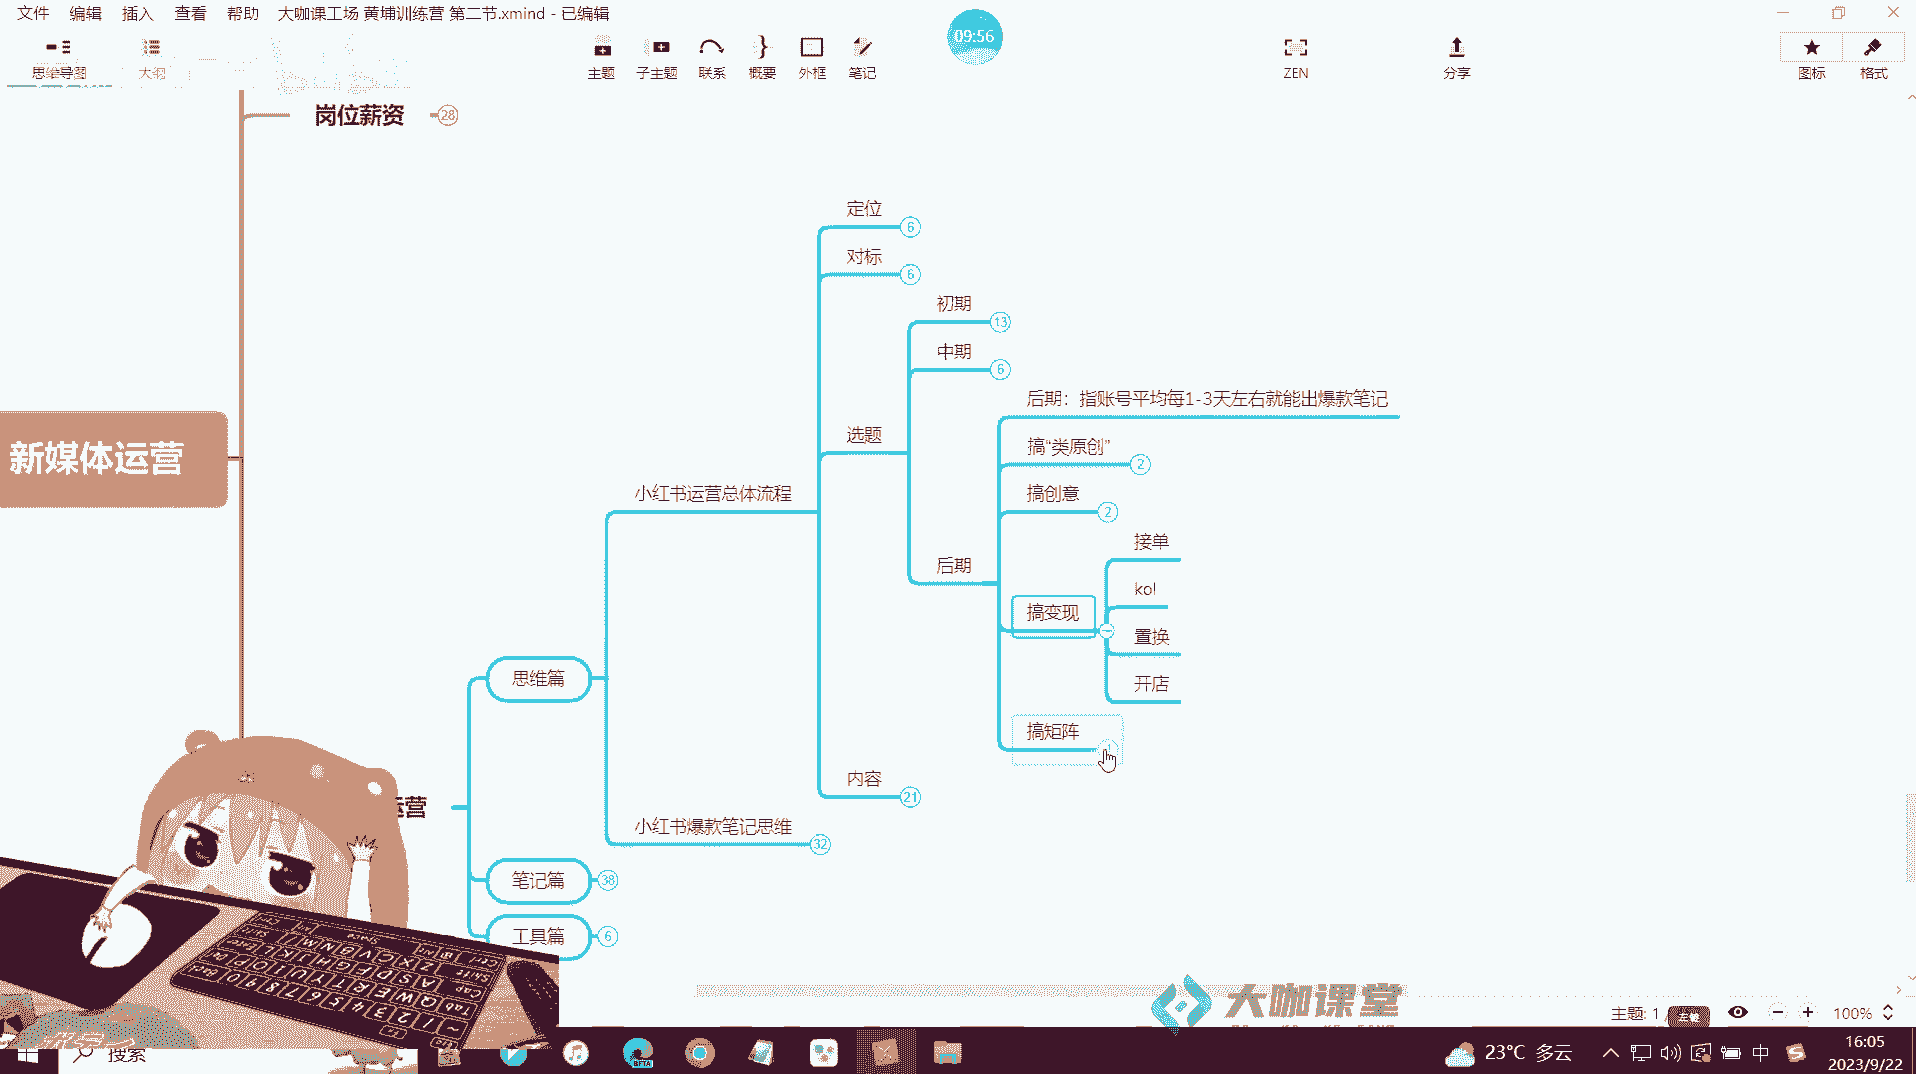 文件 编辑 插入 查看 帮助 大咖课工场 黄埔训练营 第二节.xmind - 已编辑
09:56
思维导图 大纲 主题 子主题 联系 概要 外框 笔记 ZEN 分享 图标 格式
岗位薪资 28
定位 6
对标 6
初期 13
中期 6
后期：指账号平均每1-3天左右就能出爆款笔记
选题
搞“类原创” 2
新媒体运营
小红书运营总体流程
搞创意 2
接单
后期
kol
搞变现
置换
思维篇
开店
搞矩阵
内容 21
运营
小红书爆款笔记思维 32
笔记篇 38
工具篇 6
大咖课堂
主题: 1 / 100%
搜索
BETA
23°C 多云 中 16:05
2023/9/22